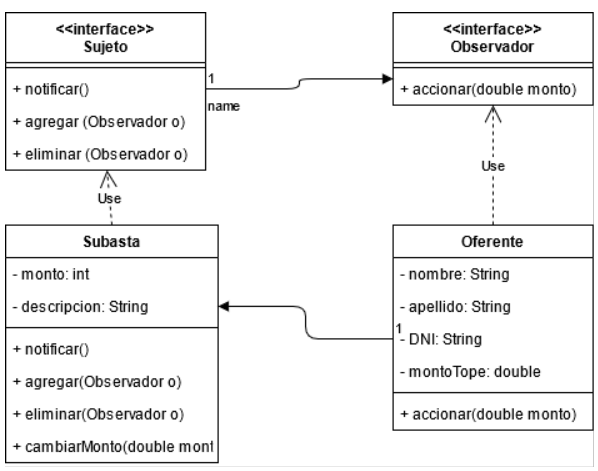 <<interface>>
Sujeto
+ notificar()
+ agregar (Observador o)
+ eliminar (Observador o)
1
name
<<interface>>
Observador
+ accionar(double monto)
Use
Use
Subasta
- monto: int
- descripcion: String
+ notificar()
+ agregar(Observador o)
+ eliminar(Observador o)
+ cambiarMonto(double mont
Oferente
- nombre: String
- apellido: String
1
- DNI: String
- montoTope: double
+ accionar(double monto)